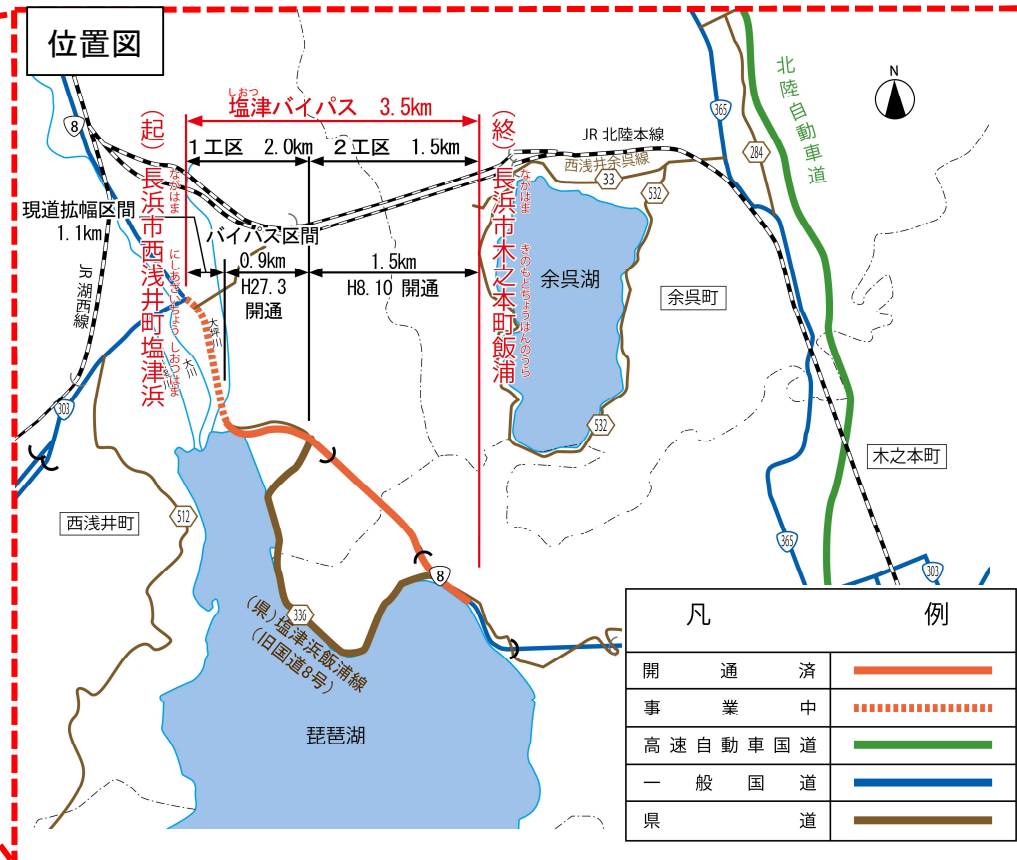 位置図
しおつ
塩津バイパス 3.5km
1工区 2.0km
2工区 1.5km
(起)長浜市西浅井町塩津浜
ながはま
にしあざいちょう しおつはま
(終)長浜市木之本町飯浦
ながはま
きのもとちょうはんのうら
現道拡幅区間
1.1km
バイパス区間
0.9km
H27.3
開通
1.5km
H8.10 開通
N
北陸自動車道
JR 北陸本線
西浅井余呉線
33
532
532
284
365
365
303
303
8
8
JR湖西線
大坪川
大川
余呉湖
余呉町
木之本町
西浅井町
512
336
(県)塩津浜飯浦線
(旧国道8号)
琵琶湖
凡例
開通済
事業中
高速自動車国道
一般国道
県道